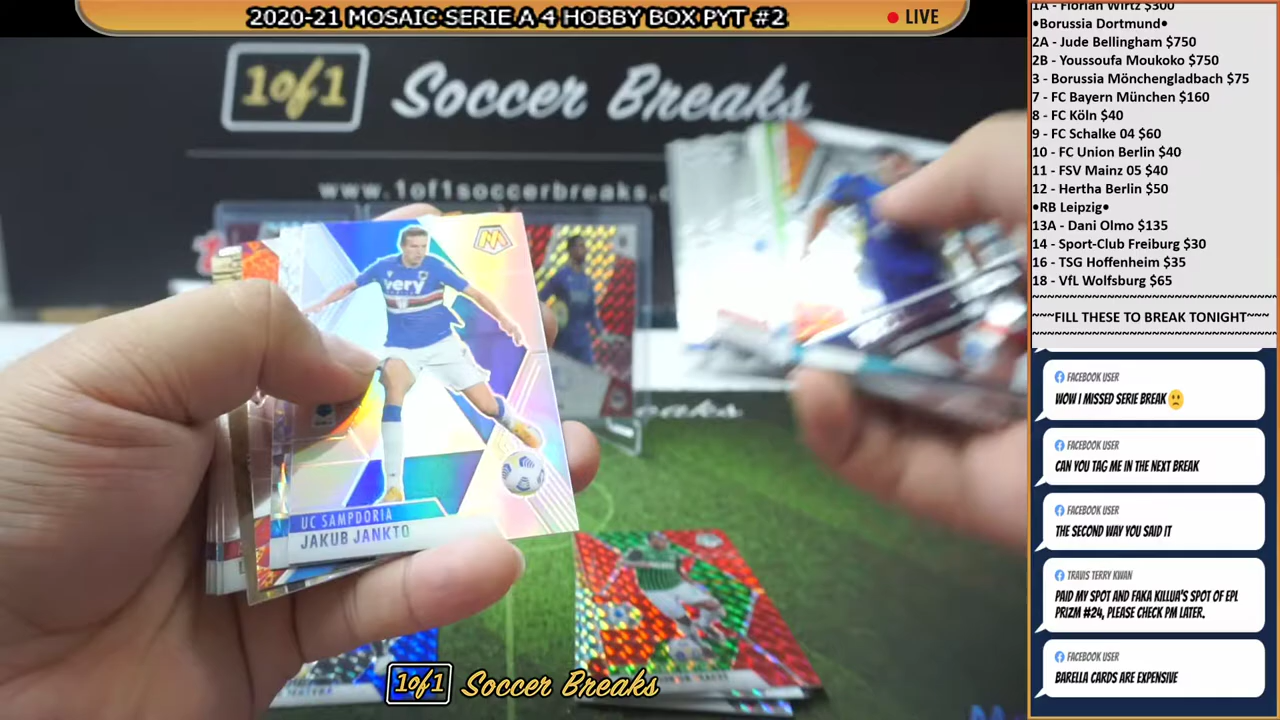 2020-21 MOSAIC SERIE A 4 HOBBY BOX PYT #2
LIVE
1of1 Soccer Breaks
www.1of1soccerbreaks.
UC SAMPDORIA
JAKUB JANKTO
1of1 Soccer Breaks
1A - Florian Wirtz $300
•Borussia Dortmund•
2A - Jude Bellingham $750
2B - Youssoufa Moukoko $750
3 - Borussia Mönchengladbach $75
7 - FC Bayern München $160
8 - FC Köln $40
9 - FC Schalke 04 $60
10 - FC Union Berlin $40
11 - FSV Mainz 05 $40
12 - Hertha Berlin $50
•RB Leipzig•
13A - Dani Olmo $135
14 - Sport-Club Freiburg $30
16 - TSG Hoffenheim $35
18 - VfL Wolfsburg $65
~~~FILL THESE TO BREAK TONIGHT~~~
FACEBOOK USER
WOW I MISSED SERIE BREAK
FACEBOOK USER
CAN YOU TAG ME IN THE NEXT BREAK
FACEBOOK USER
THE SECOND WAY YOU SAID IT
TRAVIS TERRY KWAN
PAID MY SPOT AND FAKA KILLUA'S SPOT OF EPL
PRIZM #24, PLEASE CHECK PM LATER.
FACEBOOK USER
BARELLA CARDS ARE EXPENSIVE